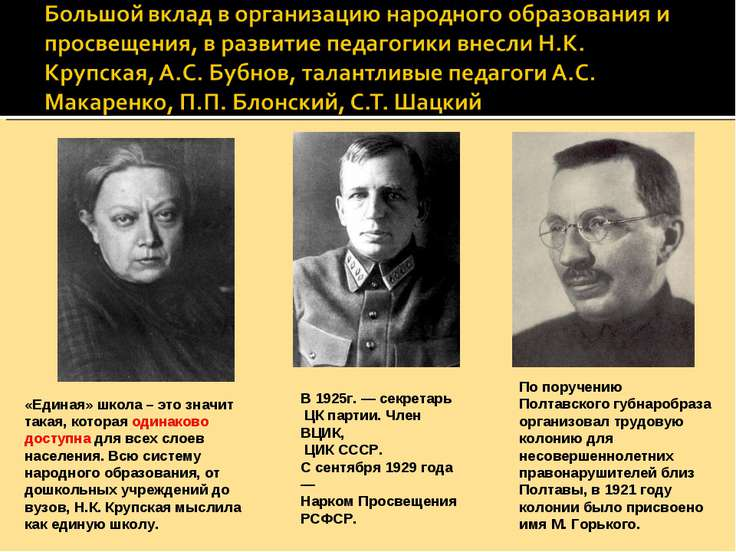 Большой вклад в организацию народного образования и
просвещения, в развитие педагогики внесли Н.К.
Крупская, А.С. Бубнов, талантливые педагоги А.С.
Макаренко, П.П. Блонский, С.Т. Шацкий
«Единая» школа – это значит
такая, которая одинаково
доступна для всех слоев
населения. Всю систему
народного образования, от
дошкольных учреждений до
вузов, Н.К. Крупская мыслила
как единую школу.
В 1925г. — секретарь
ЦК партии. Член
ВЦИК,
ЦИК СССР.
С сентября 1929 года
—
Нарком Просвещения
РСФСР.
По поручению
Полтавского губнаробраза
организовал трудовую
колонию для
несовершеннолетних
правонарушителей близ
Полтавы, в 1921 году
колонии было присвоено
имя М. Горького.